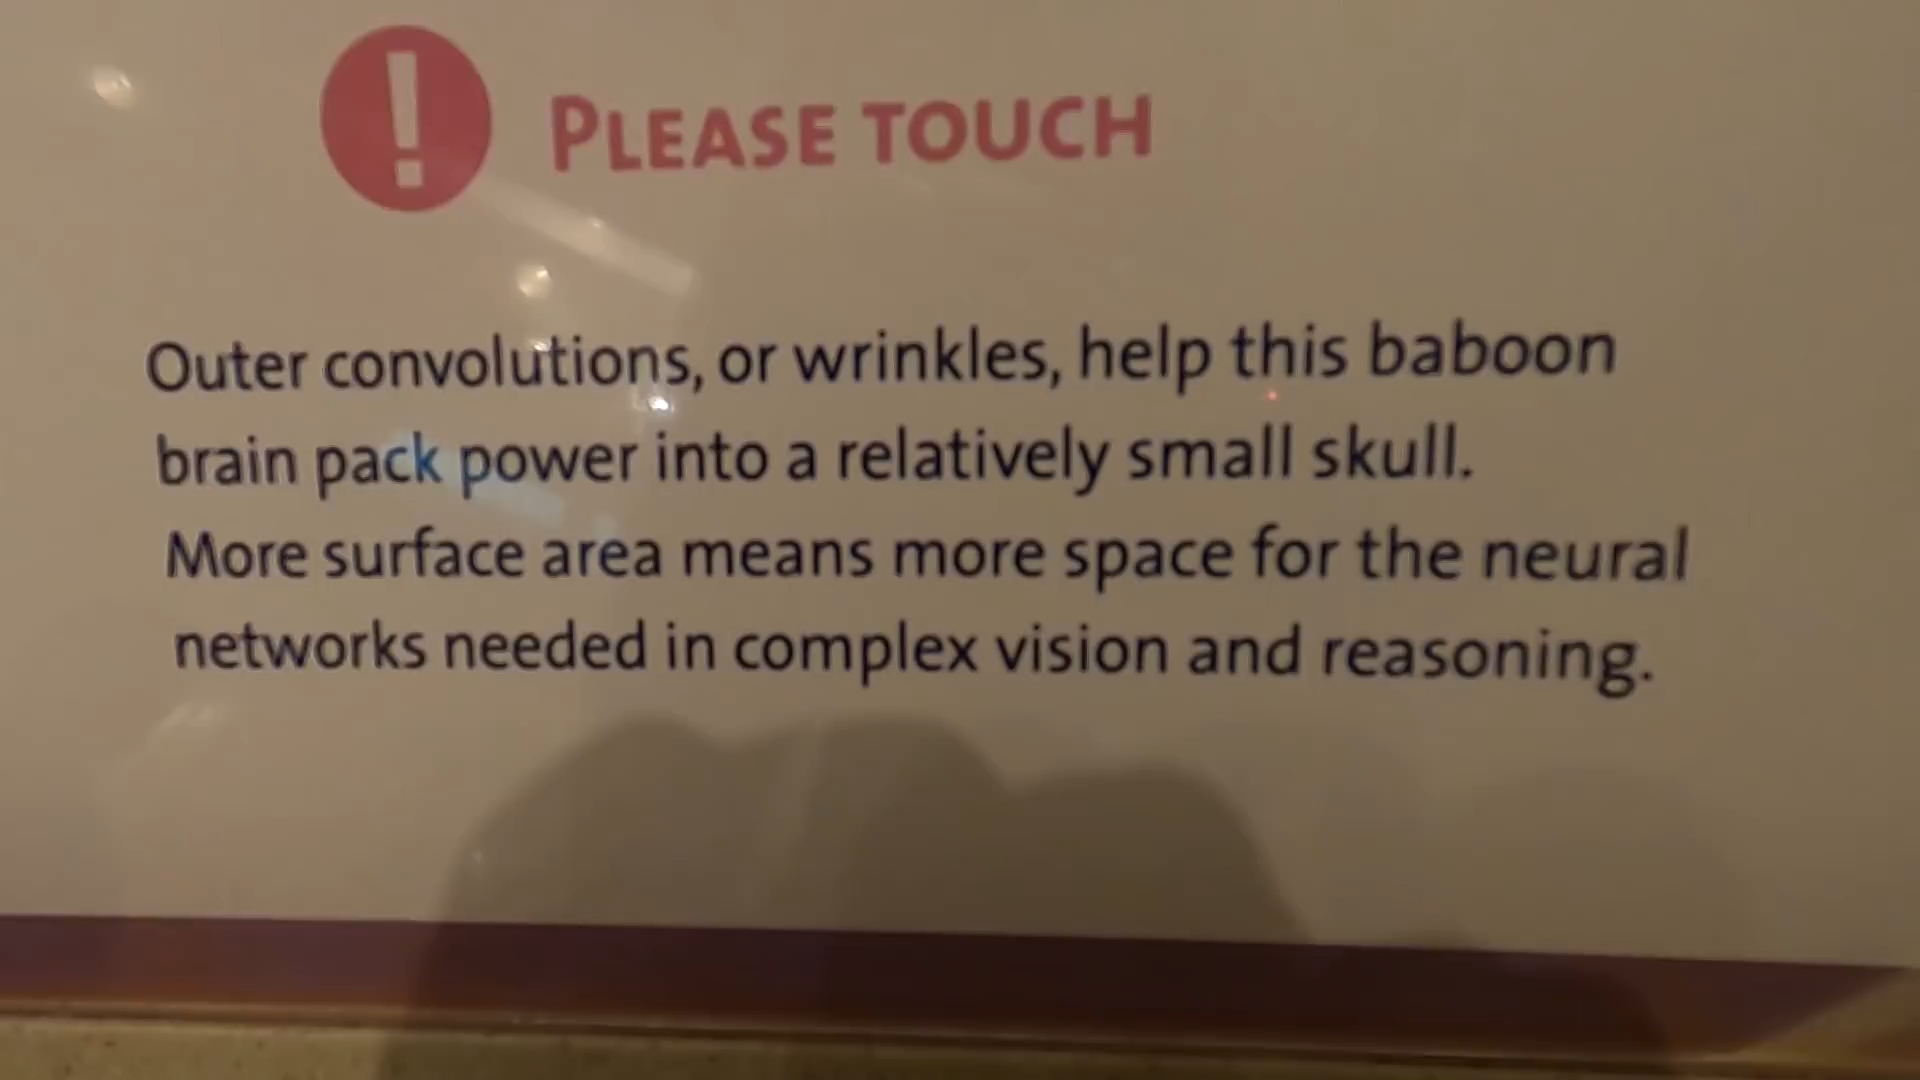 ! PLEASE TOUCH
Outer convolutions, or wrinkles, help this baboon
brain pack power into a relatively small skull.
More surface area means more space for the neural
networks needed in complex vision and reasoning.